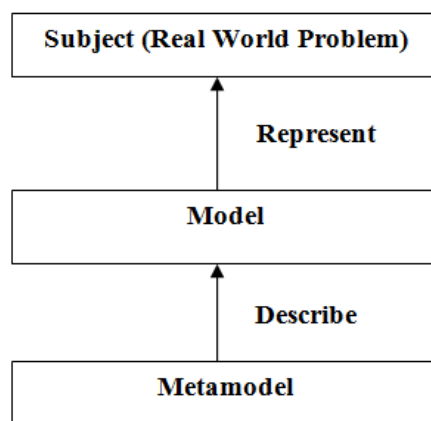 Subject (Real World Problem)
Represent
Model
Describe
Metamodel